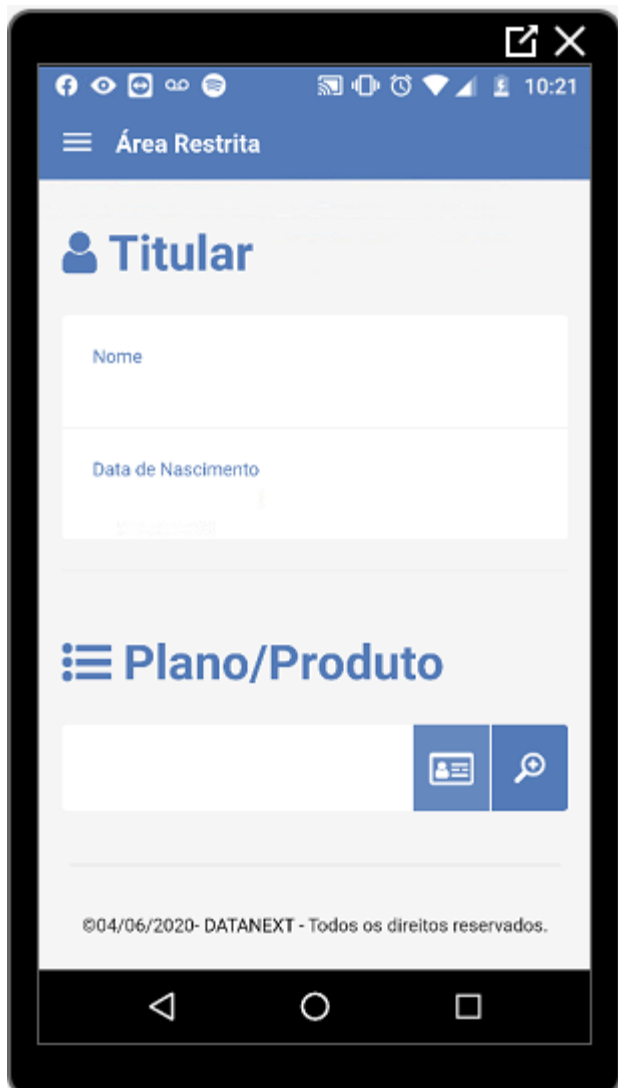 10:21
Área Restrita
Titular
Nome
Data de Nascimento
Plano/Produto
©04/06/2020- DATANEXT - Todos os direitos reservados.